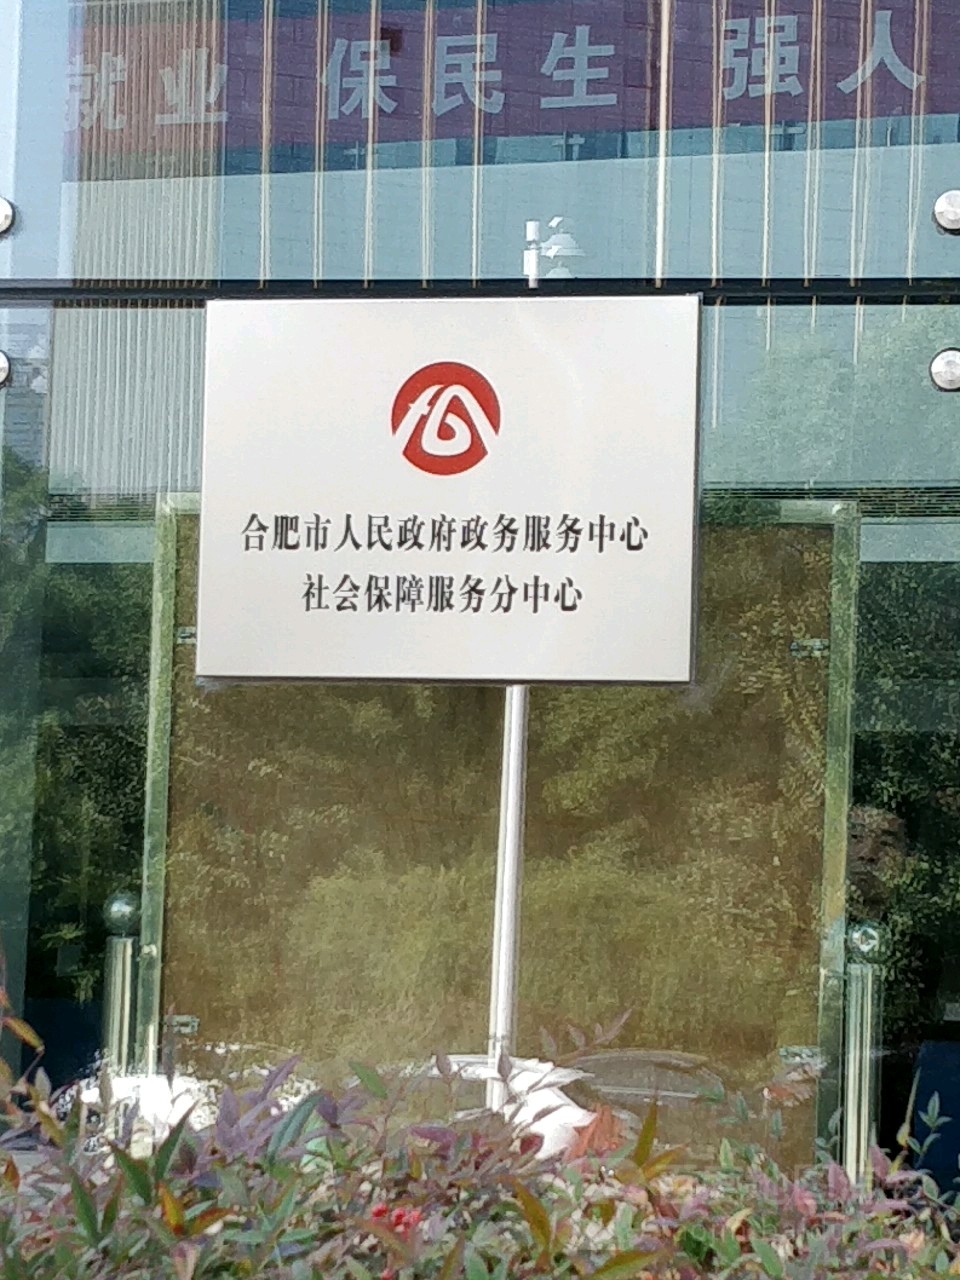 就业 保民生 强人
合肥市人民政府政务服务中心
社会保障服务分中心